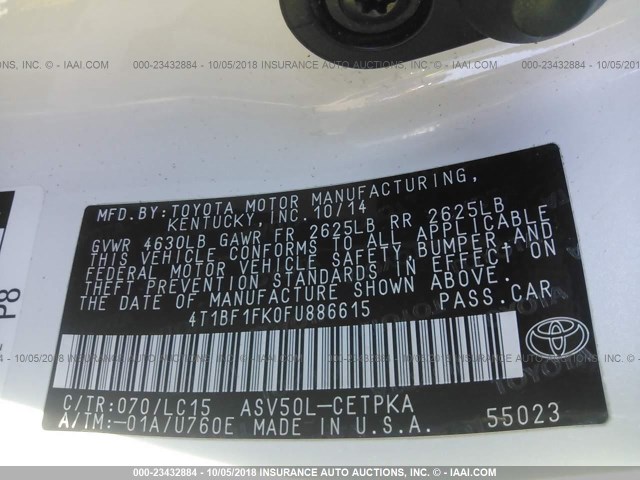 000-23432884 - 10/05/2018 INSURANCE AUTO AUCTIONS, INC. - IAAI.COM
MFD.BY:TOYOTA MOTOR MANUFACTURING,
KENTUCKY,INC.10/14
GVWR 4630LB GAWR FR 2625LB RR 2625LB
THIS VEHICLE CONFORMS TO ALL APPLICABLE
FEDERAL MOTOR VEHICLE SAFETY,BUMPER,AND
THEFT PREVENTION STANDARDS IN EFFECT ON
THE DATE OF MANUFACTURE SHOWN ABOVE.
4T1BF1FK0FU886615 PASS.CAR
C/TR:070/LC15 ASV50L-CETPKA
A/TM:-01A/U760E MADE IN U.S.A. 55023
P8
TOYOTA
000-23432884 - 10/05/2018 INSURANCE AUTO AUCTIONS, INC. - IAAI.COM